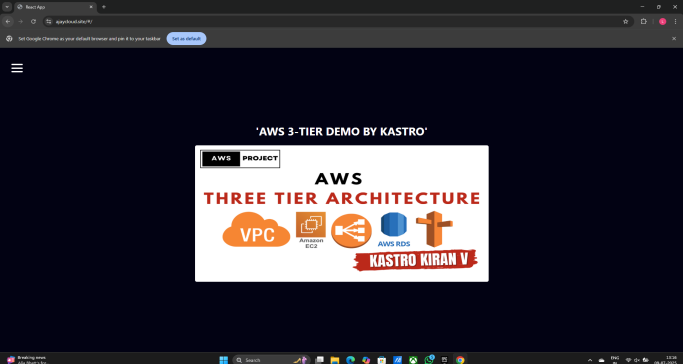 React App
ajaycloud.site/#/
Set Google Chrome as your default browser and pin it to your taskbar
Set as default
'AWS 3-TIER DEMO BY KASTRO'
AWS PROJECT
AWS
THREE TIER ARCHITECTURE
VPC
Amazon
EC2
AWS RDS
KASTRO KIRAN V
Breaking news
Search
ENG
IN